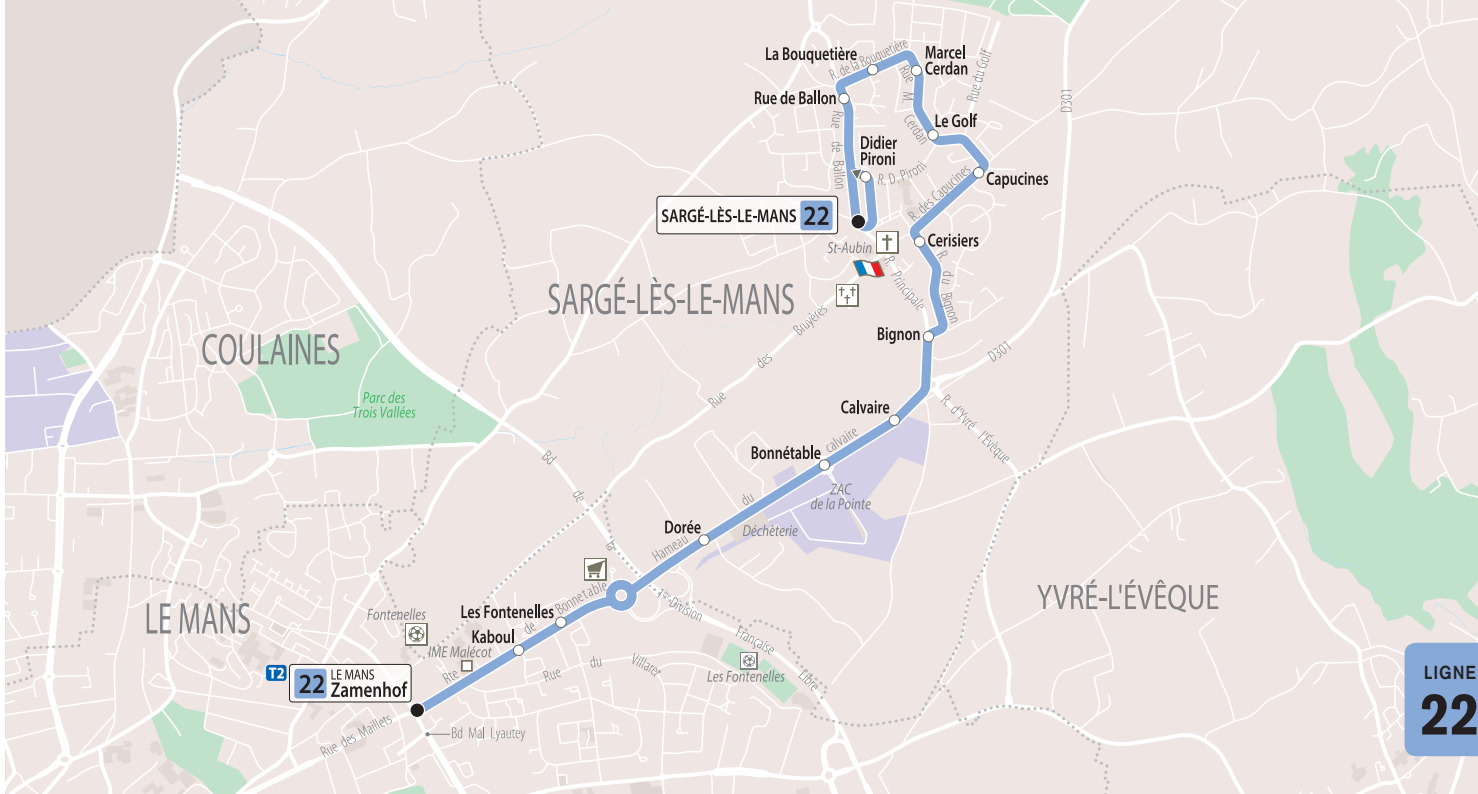 La Bouquetière
R. de la Bouquetière
Marcel
Cerdan
Rue du Golf
D301
Rue de Ballon
Rue M. Cerdan
Le Golf
Rue de Ballon
Didier
Pironi
R. D. Pironi
Capucines
R. des Capucines
SARGÉ-LÈS-LE-MANS 22
St-Aubin
Cerisiers
R. Principale
R. du Bignon
SARGÉ-LÈS-LE-MANS
Rue des Bruyères
Bignon
D301
COULAINES
Parc des
Trois Vallées
Calvaire
R. d'Yvré l'Évêque
Bonnétable
Hameau du Calvaire
ZAC
de la Pointe
Bd de la 1ère Division Française Libre
Dorée
Déchèterie
YVRÉ-L'ÉVÊQUE
LE MANS
Fontenelles
Les Fontenelles
Rte de Bonnetable
Kaboul
IME Malécot
Rue du Villaret
Les Fontenelles
T2
22 LE MANS
Zamenhof
Rue des Maillets
Bd Mal Lyautey
LIGNE
22